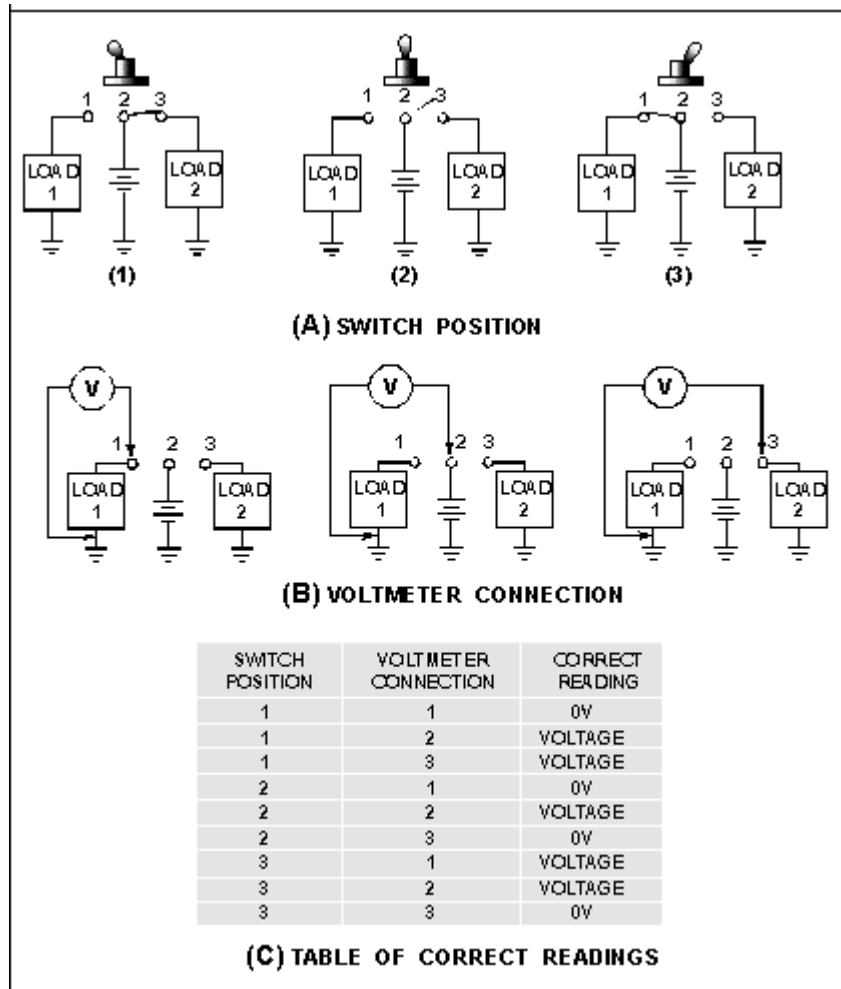 1 2 3 1 2 3 1 2 3
LOAD 1 LOAD 2 LOAD 1 LOAD 2 LOAD 1 LOAD 2
(1) (2) (3)
(A) SWITCH POSITION
V V V
1 2 3 1 2 3 1 2 3
LOAD 1 LOAD 2 LOAD 1 LOAD 2 LOAD 1 LOAD 2
(B) VOLTMETER CONNECTION
SWITCH POSITION VOLTMETER CONNECTION CORRECT READING
1 1 0V
1 2 VOLTAGE
1 3 VOLTAGE
2 1 0V
2 2 VOLTAGE
2 3 0V
3 1 VOLTAGE
3 2 VOLTAGE
3 3 0V
(C) TABLE OF CORRECT READINGS